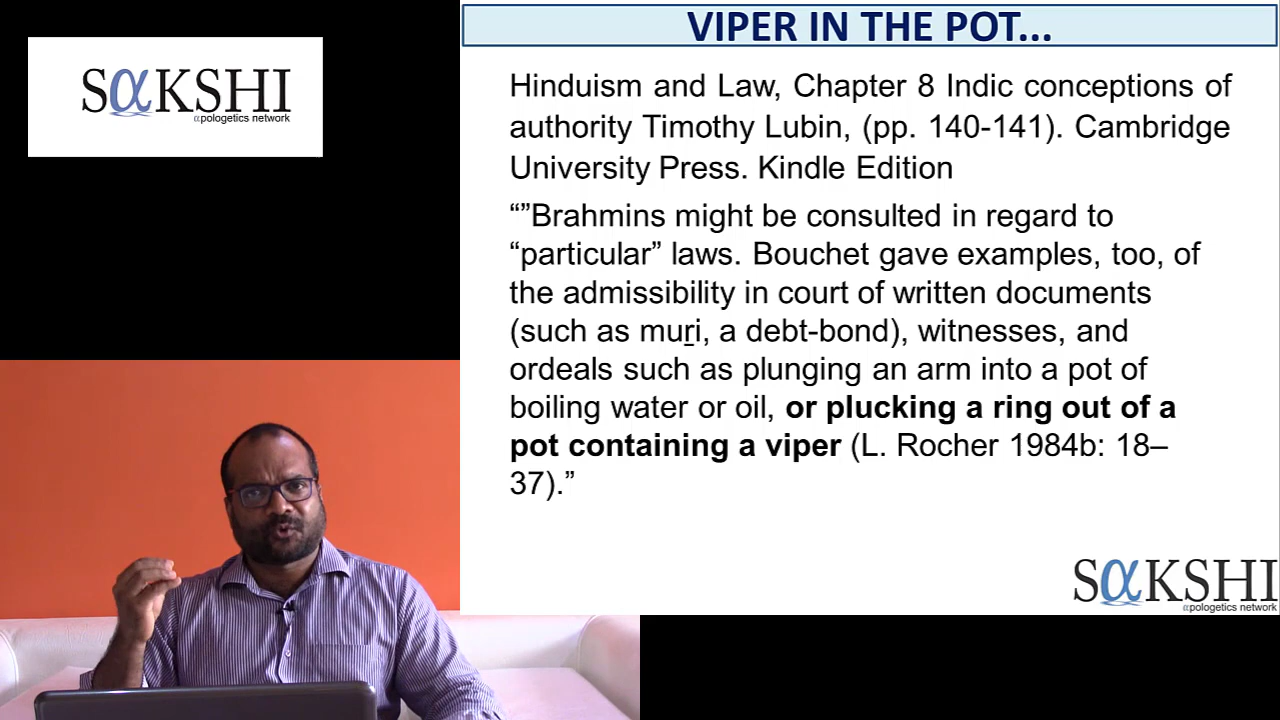 SαKSHI
αpologetics network
VIPER IN THE POT...
Hinduism and Law, Chapter 8 Indic conceptions of
authority Timothy Lubin, (pp. 140-141). Cambridge
University Press. Kindle Edition
“”Brahmins might be consulted in regard to
“particular” laws. Bouchet gave examples, too, of
the admissibility in court of written documents
(such as muṟi, a debt-bond), witnesses, and
ordeals such as plunging an arm into a pot of
boiling water or oil, or plucking a ring out of a
pot containing a viper (L. Rocher 1984b: 18–
37).”
SαKSHI
αpologetics network